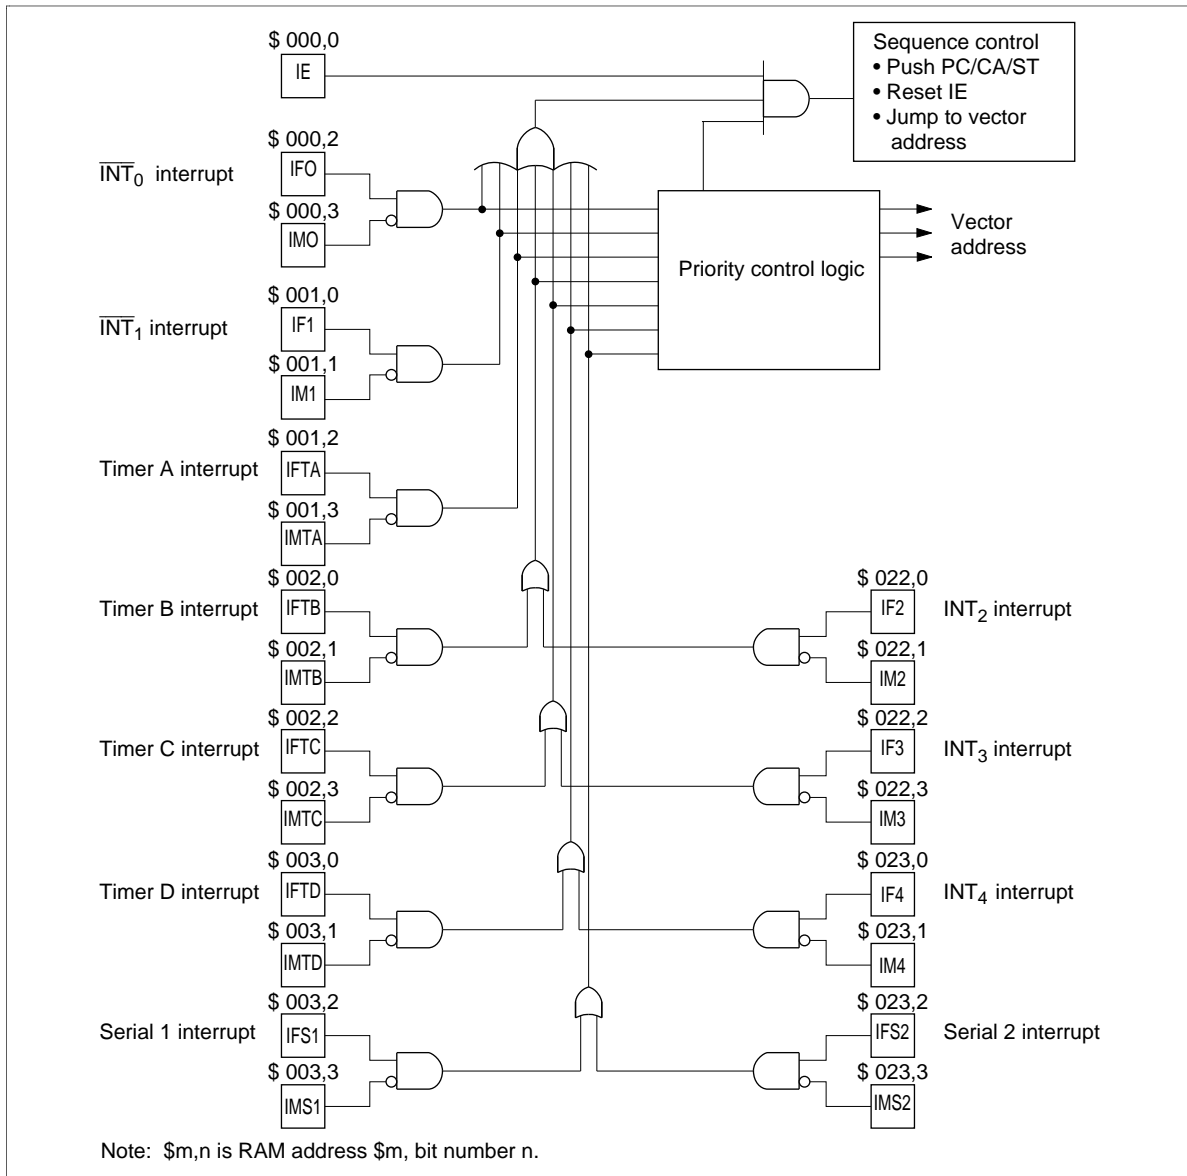 $ 000,0
IE
Sequence control
• Push PC/CA/ST
• Reset IE
• Jump to vector
address
$ 000,2
INT0 interrupt
IFO
$ 000,3
IMO
Priority control logic
Vector
address
$ 001,0
INT1 interrupt
IF1
$ 001,1
IM1
$ 001,2
Timer A interrupt
IFTA
$ 001,3
IMTA
$ 002,0
Timer B interrupt
IFTB
$ 002,1
IMTB
$ 022,0
IF2
INT2 interrupt
$ 022,1
IM2
$ 002,2
Timer C interrupt
IFTC
$ 002,3
IMTC
$ 022,2
IF3
INT3 interrupt
$ 022,3
IM3
$ 003,0
Timer D interrupt
IFTD
$ 003,1
IMTD
$ 023,0
IF4
INT4 interrupt
$ 023,1
IM4
$ 003,2
Serial 1 interrupt
IFS1
$ 003,3
IMS1
$ 023,2
IFS2
Serial 2 interrupt
$ 023,3
IMS2
Note: $m,n is RAM address $m, bit number n.